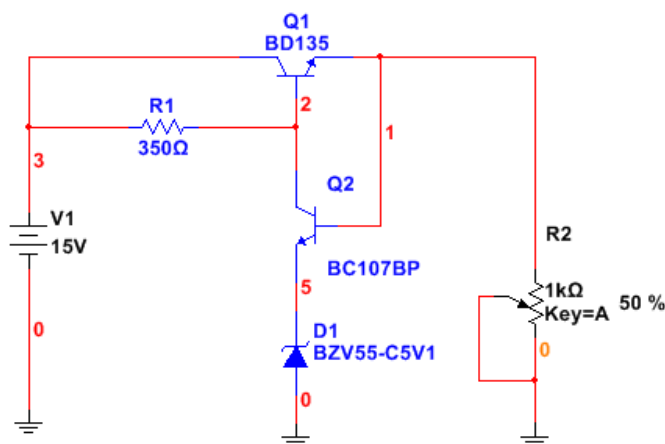 Q1
BD135
2
R1
350Ω
1
3
Q2
V1
15V
R2
BC107BP
5
1kΩ
50 %
Key=A
D1
BZV55-C5V1
0
0
0